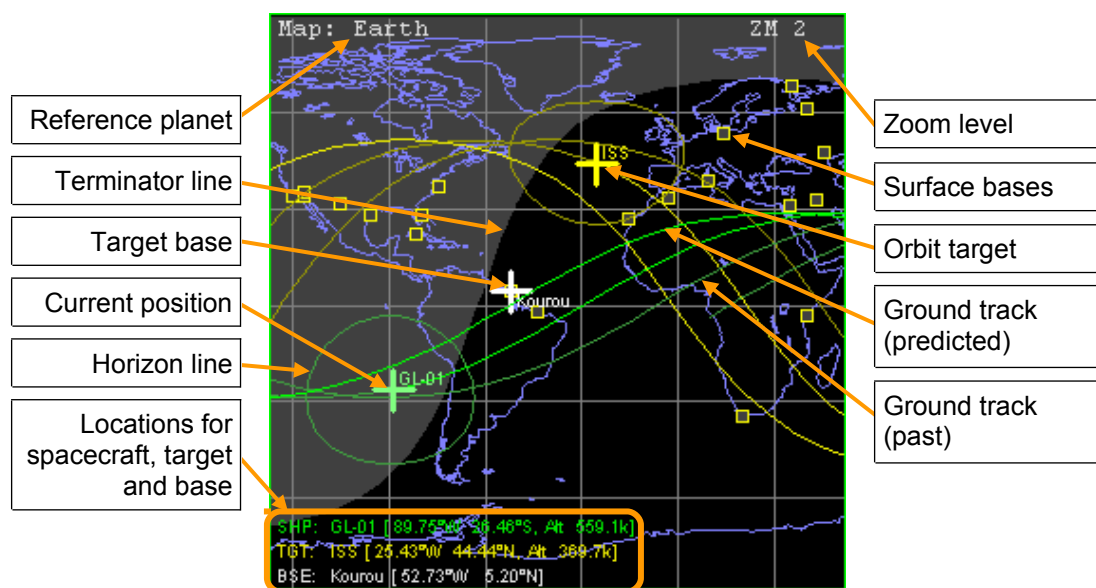 Map: Earth
ZM 2
Reference planet
Terminator line
Target base
Current position
Horizon line
Locations for
spacecraft, target
and base
ISS
Kourou
GL-01
SHP: GL-01 [ 89.75°W 26.46°S, Alt 559.1k]
TGT: ISS [ 25.43°W 44.44°N, Alt 369.7k]
BSE: Kourou [ 52.73°W 5.20°N]
Zoom level
Surface bases
Orbit target
Ground track
(predicted)
Ground track
(past)